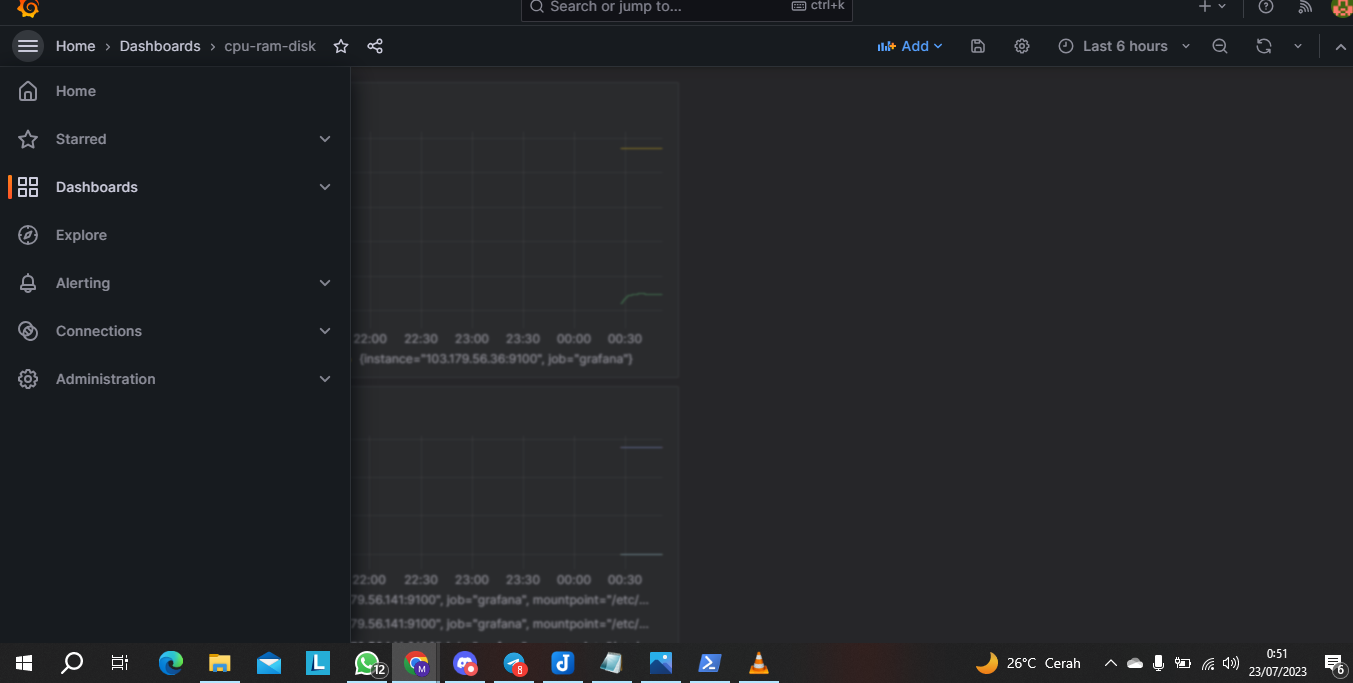 Search or jump to...
ctrl+k
Home › Dashboards › cpu-ram-disk
Add
Last 6 hours
Home
Starred
Dashboards
Explore
Alerting
Connections
Administration
22:00 22:30 23:00 23:30 00:00 00:30
{instance="103.179.56.36:9100", job="grafana"}
22:00 22:30 23:00 23:30 00:00 00:30
79.56.141:9100", job="grafana", mountpoint="/etc/...
79.56.141:9100", job="grafana", mountpoint="/etc/...
L
12
M
8
26°C Cerah
0:51
23/07/2023
6